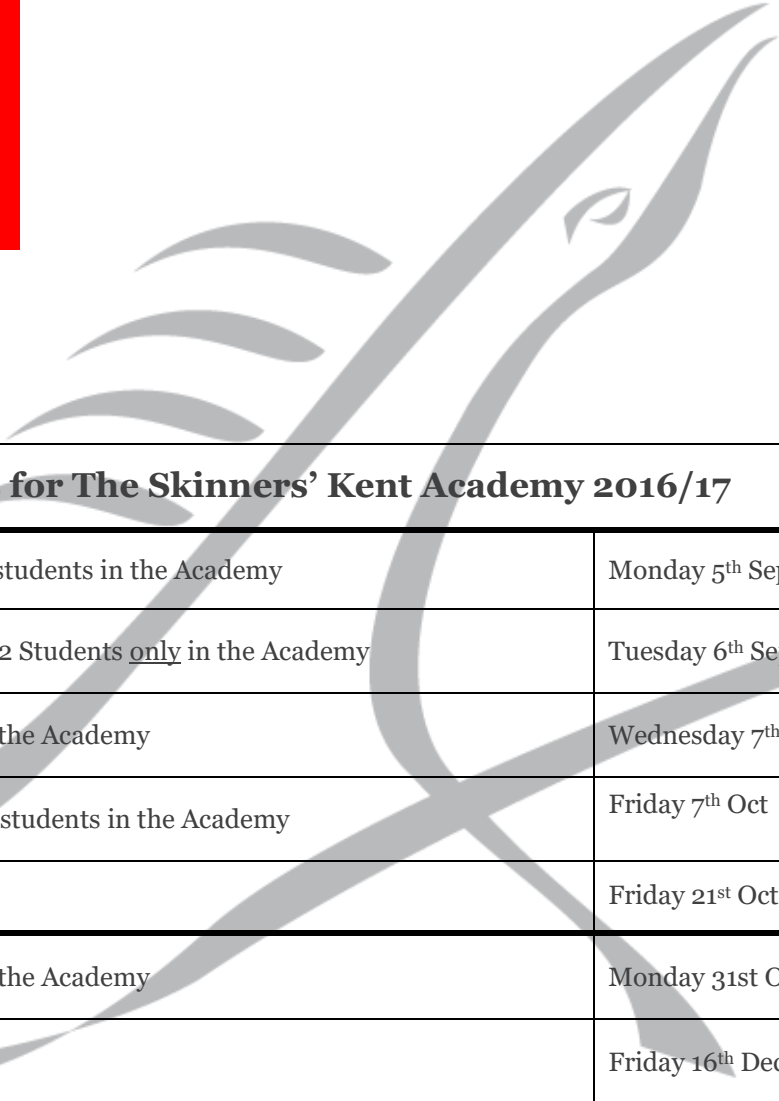 for The Skinners’ Kent Academy 2016/17
students in the Academy Monday 5th Sep
2 Students only in the Academy Tuesday 6th Se
the Academy Wednesday 7th
students in the Academy Friday 7th Oct
Friday 21st Oct
the Academy Monday 31st O
Friday 16th Dec